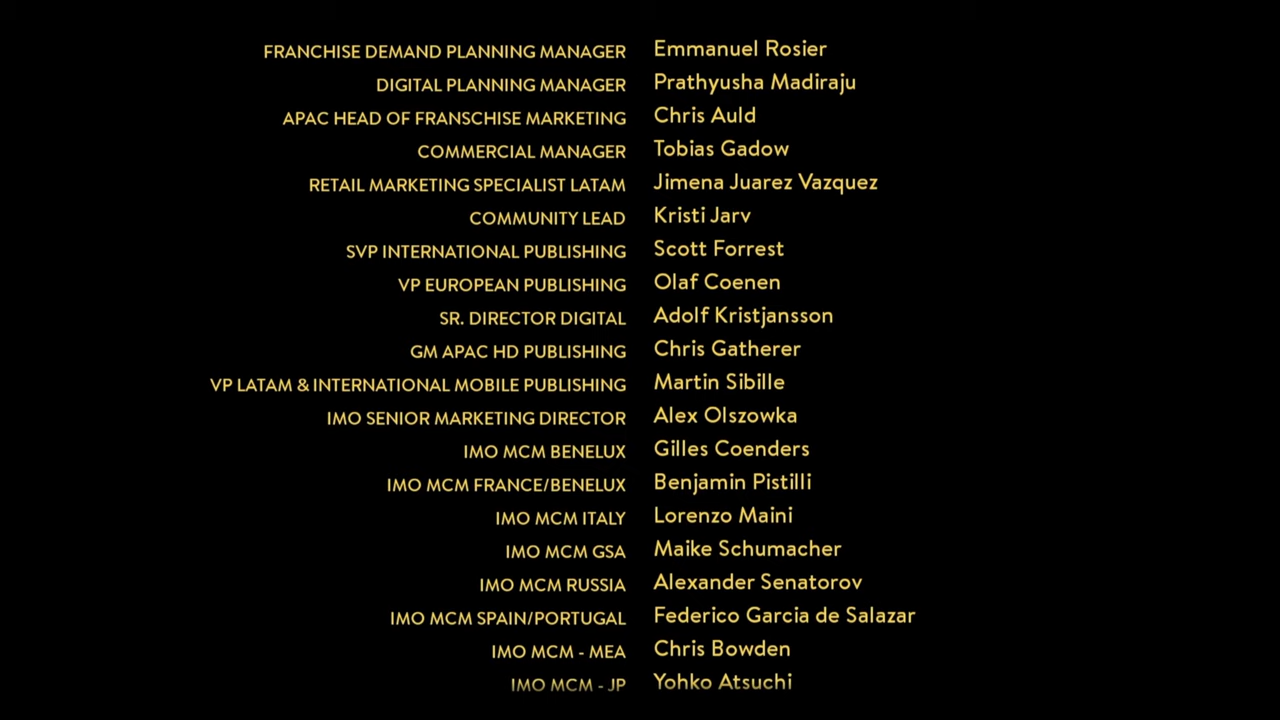 FRANCHISE DEMAND PLANNING MANAGER Emmanuel Rosier
DIGITAL PLANNING MANAGER Prathyusha Madiraju
APAC HEAD OF FRANSCHISE MARKETING Chris Auld
COMMERCIAL MANAGER Tobias Gadow
RETAIL MARKETING SPECIALIST LATAM Jimena Juarez Vazquez
COMMUNITY LEAD Kristi Jarv
SVP INTERNATIONAL PUBLISHING Scott Forrest
VP EUROPEAN PUBLISHING Olaf Coenen
SR. DIRECTOR DIGITAL Adolf Kristjansson
GM APAC HD PUBLISHING Chris Gatherer
VP LATAM & INTERNATIONAL MOBILE PUBLISHING Martin Sibille
IMO SENIOR MARKETING DIRECTOR Alex Olszowka
IMO MCM BENELUX Gilles Coenders
IMO MCM FRANCE/BENELUX Benjamin Pistilli
IMO MCM ITALY Lorenzo Maini
IMO MCM GSA Maike Schumacher
IMO MCM RUSSIA Alexander Senatorov
IMO MCM SPAIN/PORTUGAL Federico Garcia de Salazar
IMO MCM - MEA Chris Bowden
IMO MCM - JP Yohko Atsuchi